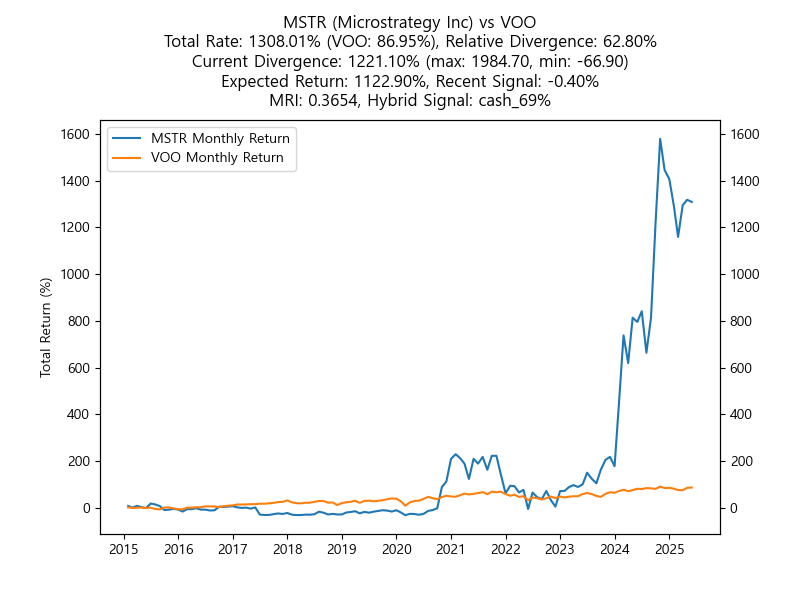 MSTR (Microstrategy Inc) vs VOO
Total Rate: 1308.01% (VOO: 86.95%), Relative Divergence: 62.80%
Current Divergence: 1221.10% (max: 1984.70, min: -66.90)
Expected Return: 1122.90%, Recent Signal: -0.40%
MRI: 0.3654, Hybrid Signal: cash_69%
MSTR Monthly Return
VOO Monthly Return
Total Return (%)
1600 1600
1400 1400
1200 1200
1000 1000
800 800
600 600
400 400
200 200
0 0
2015 2016 2017 2018 2019 2020 2021 2022 2023 2024 2025